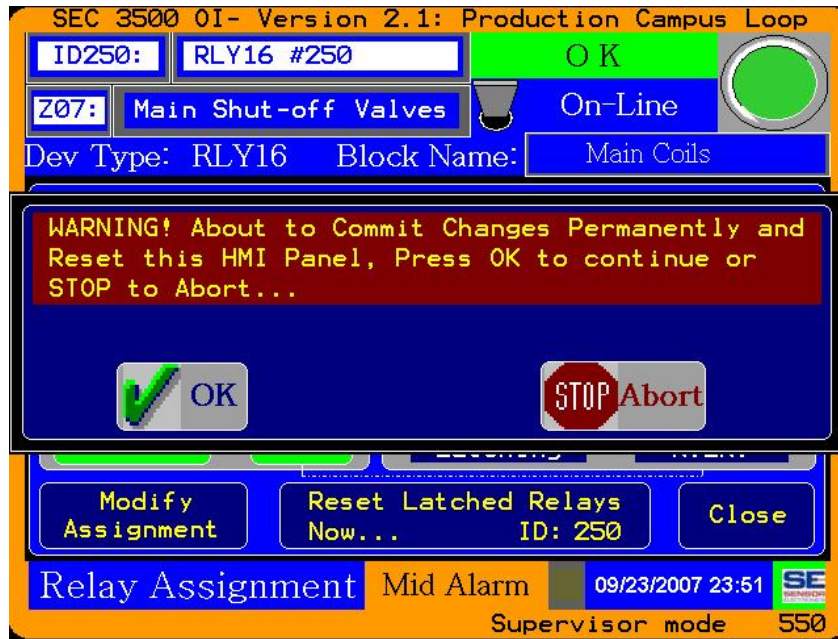 SEC 3500 OI- Version 2.1: Production Campus Loop
ID250: RLY16 #250 OK
Z07: Main Shut-off Valves On-Line
Dev Type: RLY16 Block Name: Main Coils
WARNING! About to Commit Changes Permanently and
Reset this HMI Panel, Press OK to continue or
STOP to Abort...
OK STOP Abort
Modify
Assignment
Reset Latched Relays
Now... ID: 250
Close
Relay Assignment Mid Alarm 09/23/2007 23:51 SE
SENSOR
Supervisor mode 550